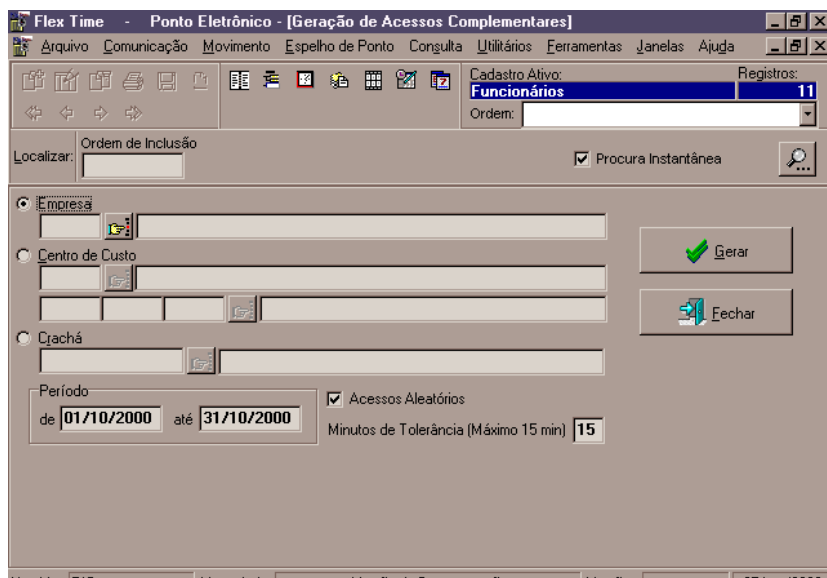 Flex Time - Ponto Eletrônico - [Geração de Acessos Complementares]
Arquivo Comunicação Movimento Espelho de Ponto Consulta Utilitários Ferramentas Janelas Ajuda
Cadastro Ativo: Registros:
Funcionários 11
Ordem:
Ordem de Inclusão
Localizar:
Procura Instantânea
Empresa
Centro de Custo
Gerar
Fechar
Crachá
Período
de 01/10/2000 até 31/10/2000
Acessos Aleatórios
Minutos de Tolerância (Máximo 15 min) 15